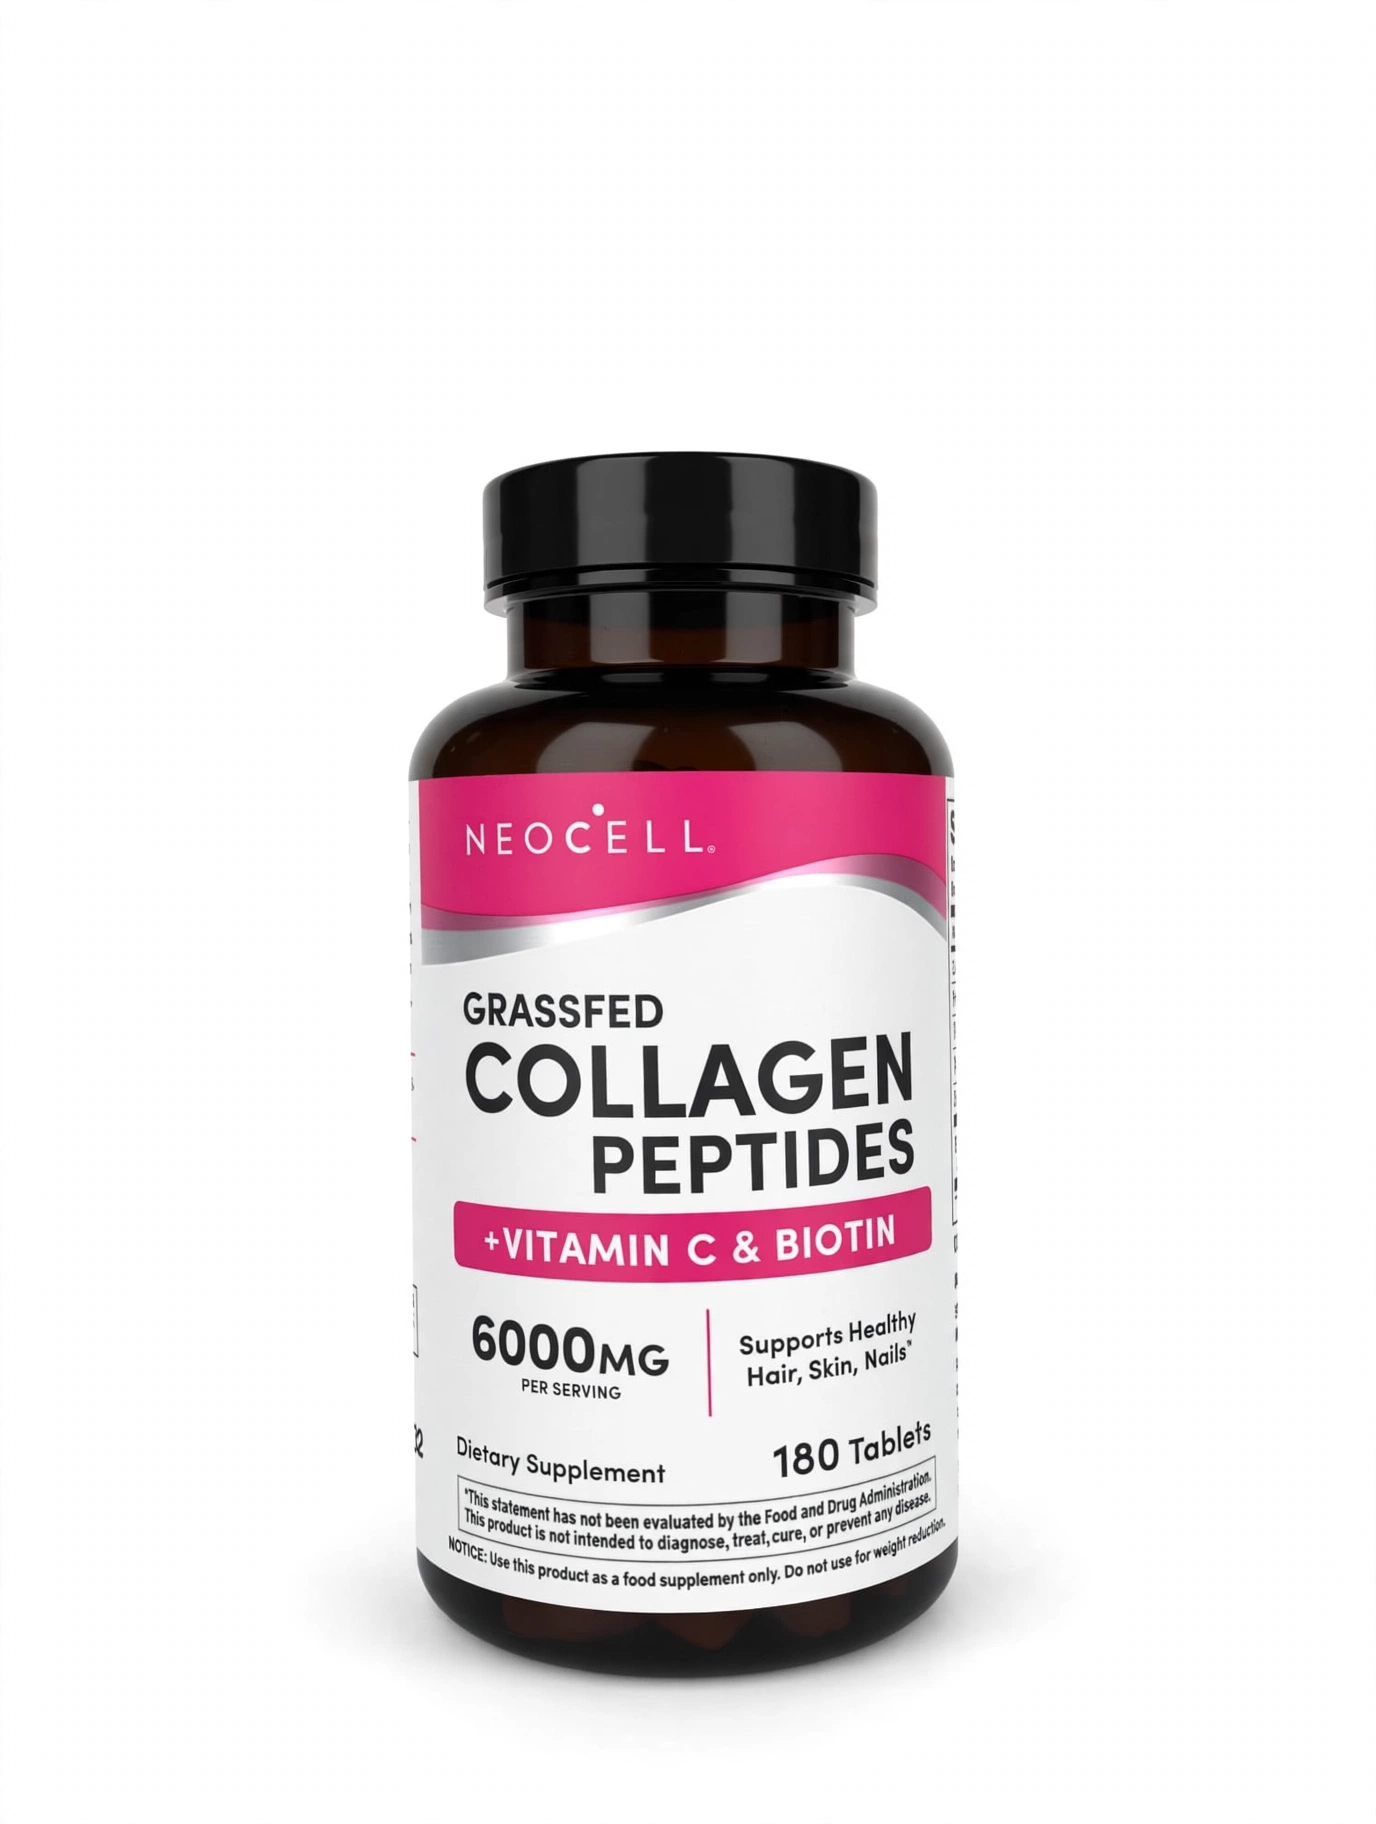 NEOCELL®
GRASSFED
COLLAGEN
PEPTIDES
+VITAMIN C & BIOTIN
6000MG
PER SERVING
Supports Healthy
Hair, Skin, Nails™
Dietary Supplement
180 Tablets
*This statement has not been evaluated by the Food and Drug Administration.
This product is not intended to diagnose, treat, cure, or prevent any disease.
NOTICE: Use this product as a food supplement only. Do not use for weight reduction.